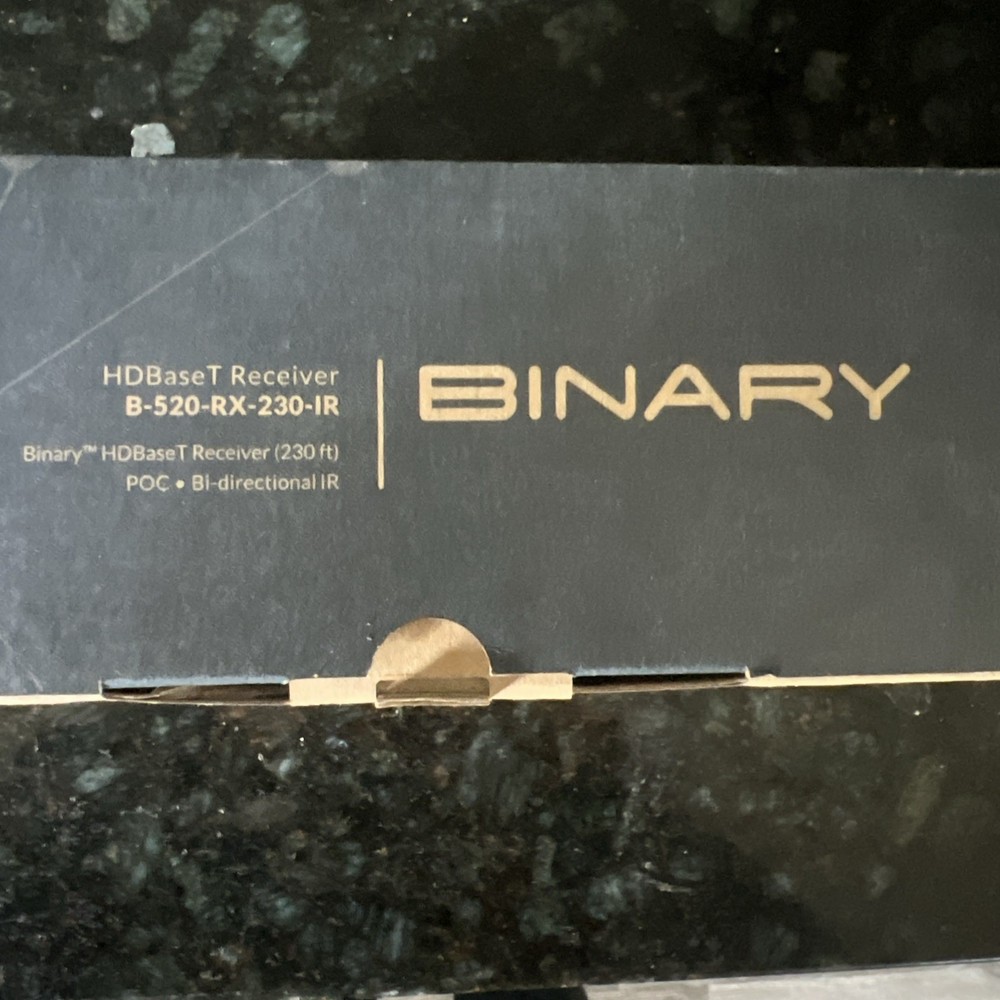 HDBaseT Receiver
B-520-RX-230-IR
Binary™ HDBaseT Receiver (230 ft)
POC • Bi-directional IR
BINARY